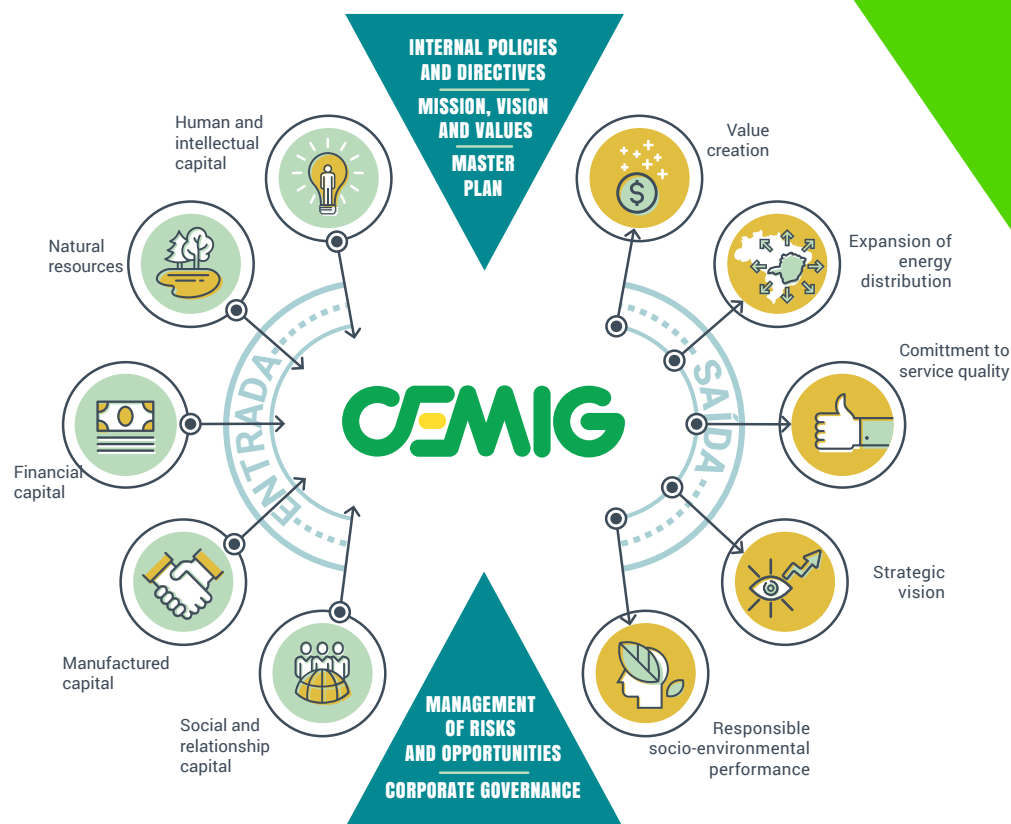 INTERNAL POLICIES
AND DIRECTIVES
MISSION, VISION
AND VALUES
MASTER
PLAN
Human and
intellectual
capital
Value
creation
Natural
resources
Expansion of
energy
distribution
ENTRADA
CEMIG
SAÍDA
Comittment to
service quality
$
Financial
capital
Strategic
vision
Manufactured
capital
Social and
relationship
capital
Responsible
socio-environmental
performance
MANAGEMENT
OF RISKS
AND OPPORTUNITIES
CORPORATE GOVERNANCE